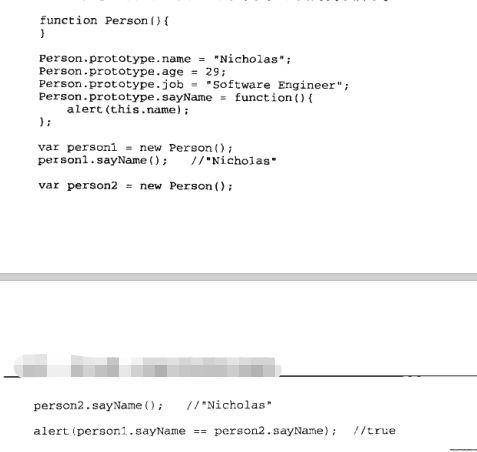 function Person(){
}
Person.prototype.name = "Nicholas";
Person.prototype.age = 29;
Person.prototype.job = "Software Engineer";
Person.prototype.sayName = function(){
    alert(this.name);
};
var person1 = new Person();
person1.sayName();   //"Nicholas"
var person2 = new Person();
person2.sayName();   //"Nicholas"
alert(person1.sayName == person2.sayName);  //true